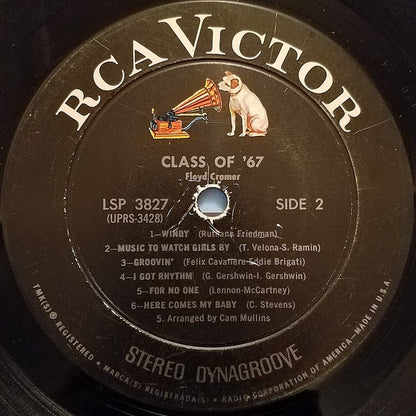 RCA VICTOR
CLASS OF '67
Floyd Cramer
LSP 3827
(UPRS-3428)
SIDE 2
1—WINDY (Ruthann Friedman)
2—MUSIC TO WATCH GIRLS BY (T. Velona-S. Ramin)
3—GROOVIN' (Felix Cavaliere-Eddie Brigati)
4—I GOT RHYTHM (G. Gershwin-I. Gershwin)
5—FOR NO ONE (Lennon-McCartney)
6—HERE COMES MY BABY (C. Stevens)
5. Arranged by Cam Mullins
STEREO DYNAGROOVE
TMK(S) ® REGISTERED • MARCA(S) REGISTRADA(S) • RADIO CORPORATION OF AMERICA—MADE IN U.S.A.